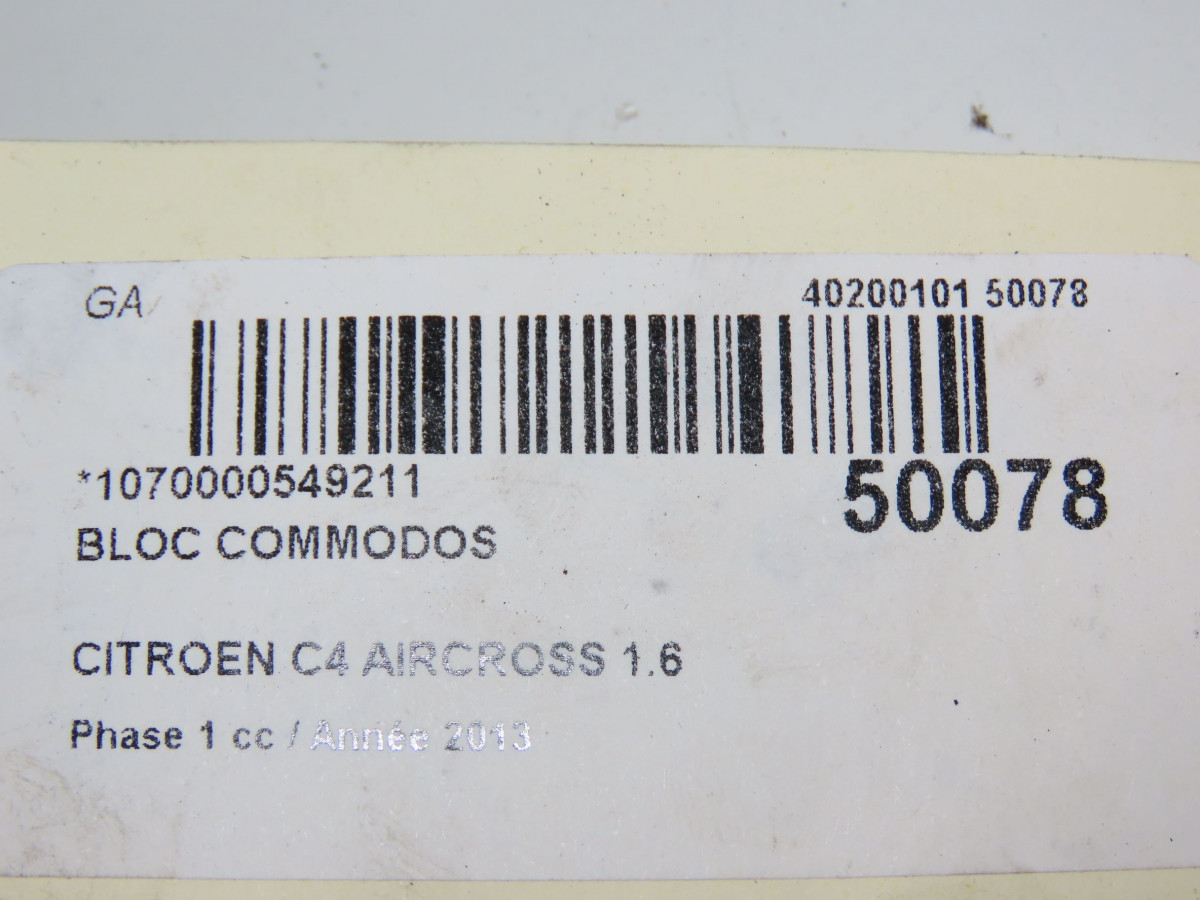 GA
40200101 50078
*1070000549211
50078
BLOC COMMODOS
CITROEN C4 AIRCROSS 1.6
Phase 1 cc / Année 2013